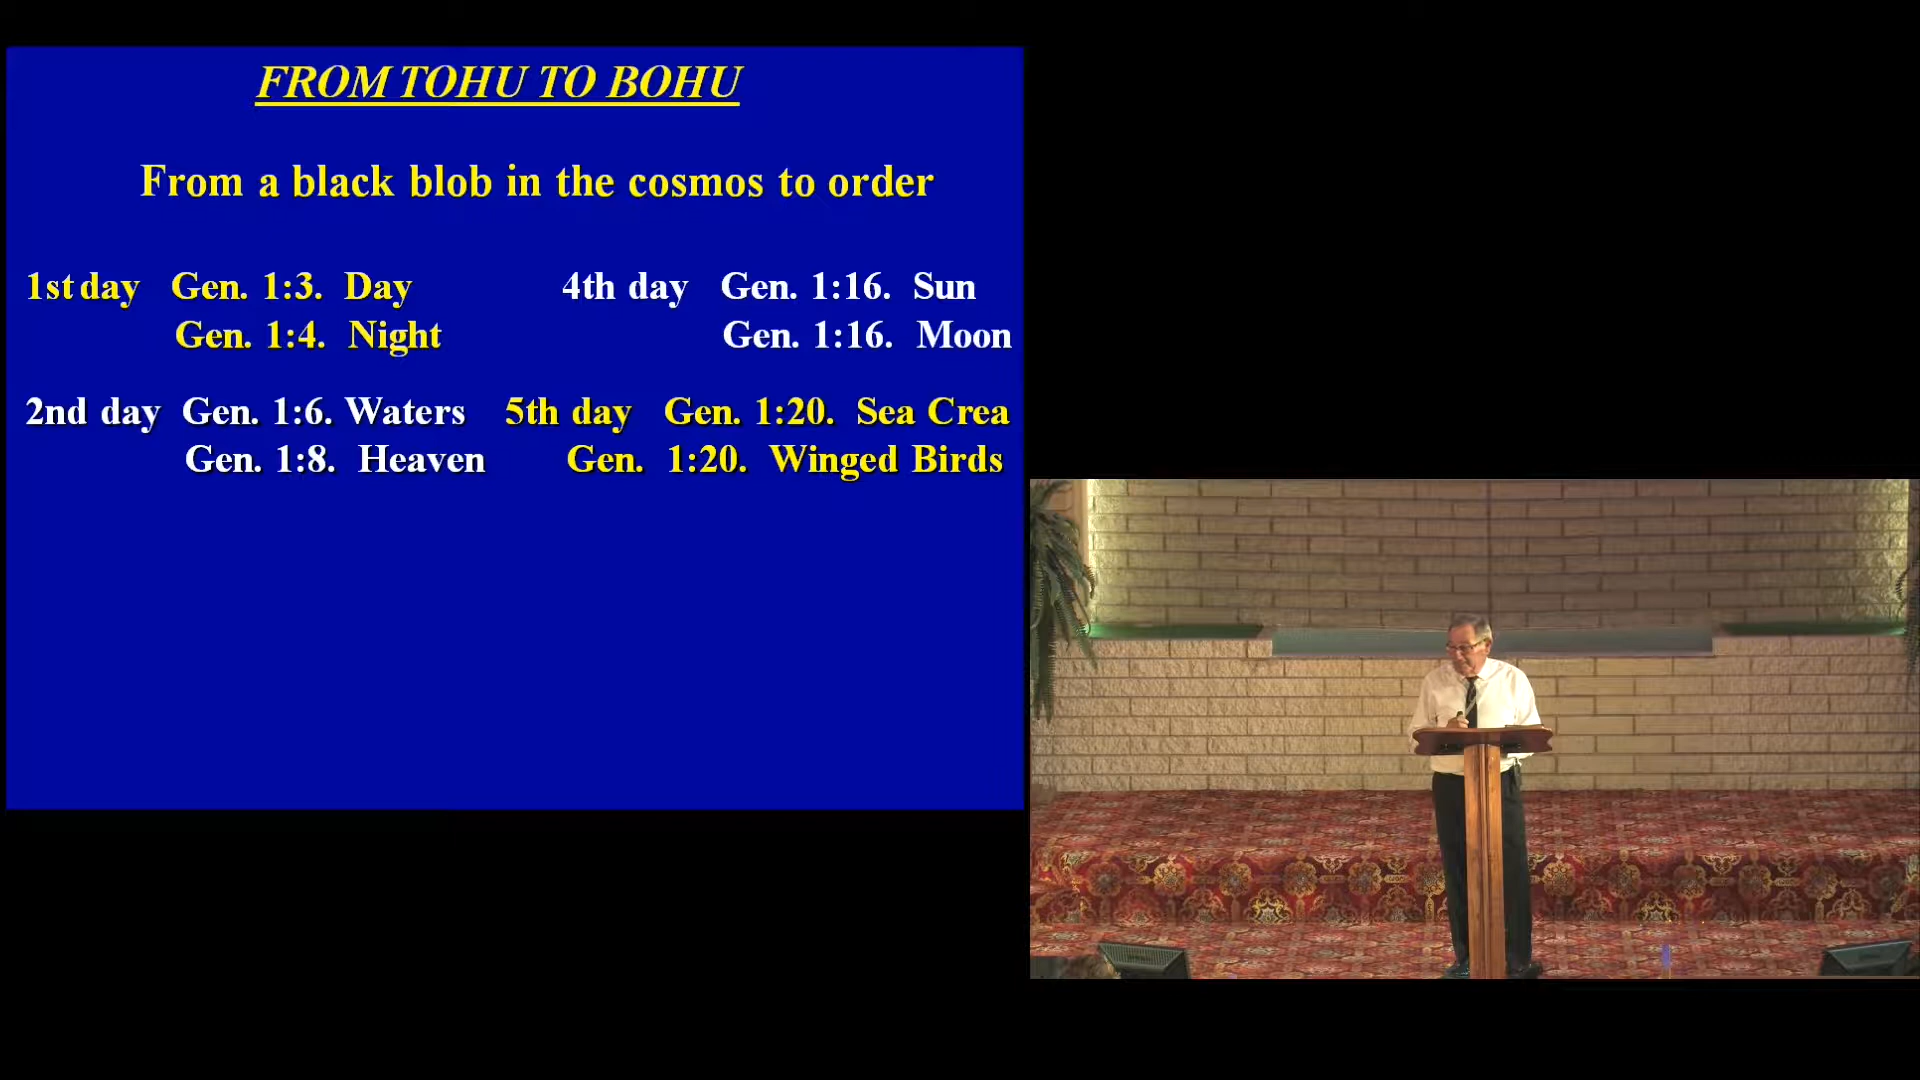 FROM TOHU TO BOHU
From a black blob in the cosmos to order
1st day Gen. 1:3. Day 4th day Gen. 1:16. Sun
Gen. 1:4. Night Gen. 1:16. Moon
2nd day Gen. 1:6. Waters 5th day Gen. 1:20. Sea Crea
Gen. 1:8. Heaven Gen. 1:20. Winged Birds